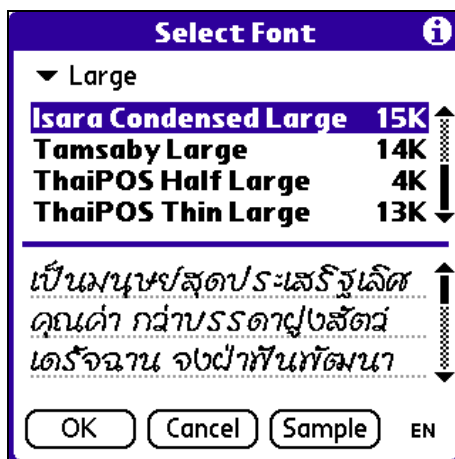 Select Font
Large
Isara Condensed Large 15K
Tamsaby Large 14K
ThaiPOS Half Large 4K
ThaiPOS Thin Large 13K
เป็นมนุษย์สุดประเสริฐเลิศ
คุณค่า กว่าบรรดาฝูงสัตว์
เดรัจฉาน จงฝ่าฟันพัฒนา
OK Cancel Sample EN